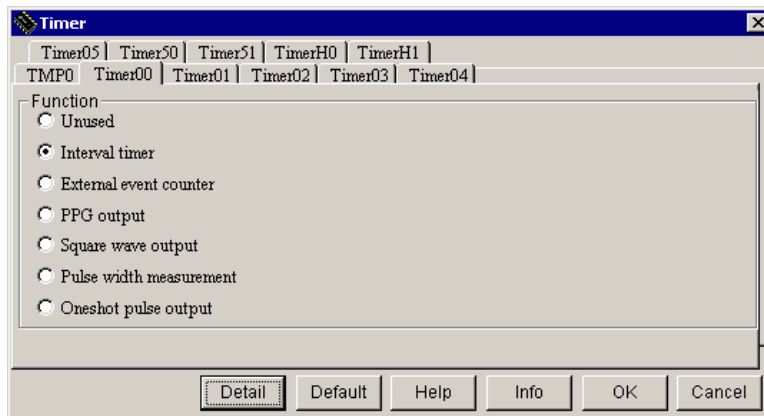 Timer
Timer05 Timer50 Timer51 TimerH0 TimerH1
TMP0 Timer00 Timer01 Timer02 Timer03 Timer04
Function
Unused
Interval timer
External event counter
PPG output
Square wave output
Pulse width measurement
Oneshot pulse output
Detail Default Help Info OK Cancel